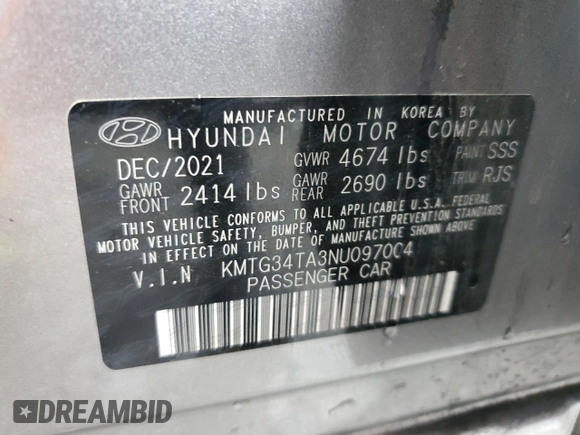 MANUFACTURED IN KOREA BY
HYUNDAI MOTOR COMPANY
DEC/2021 GVWR 4674 lbs PAINT SSS
GAWR FRONT 2414 lbs GAWR REAR 2690 lbs TRIM RJS
THIS VEHICLE CONFORMS TO ALL APPLICABLE U.S.A. FEDERAL
MOTOR VEHICLE SAFETY, BUMPER, AND THEFT PREVENTION STANDARDS
IN EFFECT ON THE DATE OF MANUFACTURE SHOWN ABOVE.
V.I.N KMTG34TA3NU097004
PASSENGER CAR
DREAMBID